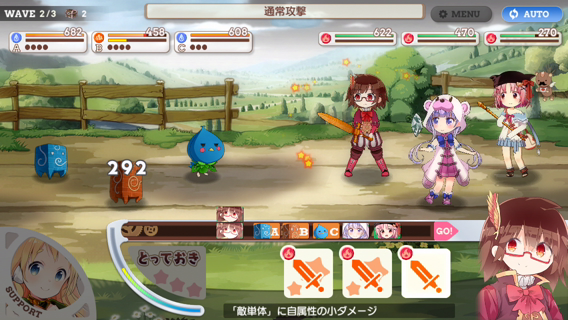 WAVE 2/3
2
通常攻撃
MENU
AUTO
682
A
458
B
608
C
622
470
270
292
A
B
C
GO!
とっておき
SUPPORT
「敵単体」に自属性の小ダメージ